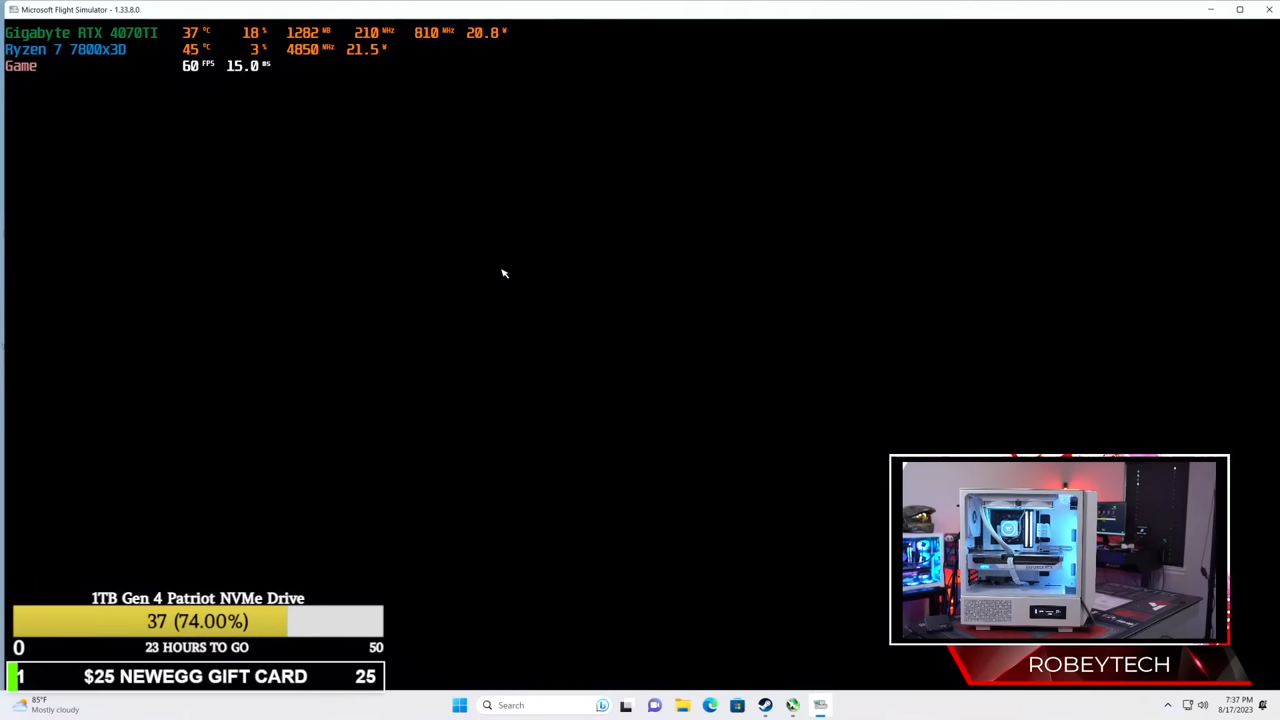 Microsoft Flight Simulator - 1.33.8.0
Gigabyte RTX 4070TI 37 °C 18 % 1282 MB 210 MHz 810 MHz 20.8 W
Ryzen 7 7800x3D 45 °C 3 % 4850 MHz 21.5 W
Game 60 FPS 15.0 ms
1TB Gen 4 Patriot NVMe Drive
37 (74.00%)
0 23 HOURS TO GO 50
1 $25 NEWEGG GIFT CARD 25
ROBEYTECH
85°F
Mostly cloudy
Search
7:37 PM
8/17/2023